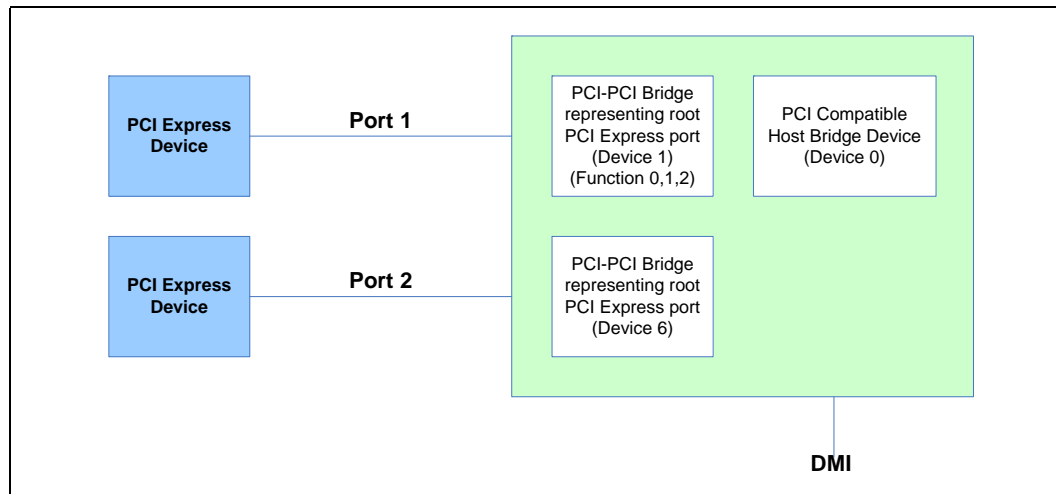 PCI Express
Device
Port 1
PCI-PCI Bridge
representing root
PCI Express port
(Device 1)
(Function 0,1,2)
PCI Compatible
Host Bridge Device
(Device 0)
PCI Express
Device
Port 2
PCI-PCI Bridge
representing root
PCI Express port
(Device 6)
DMI